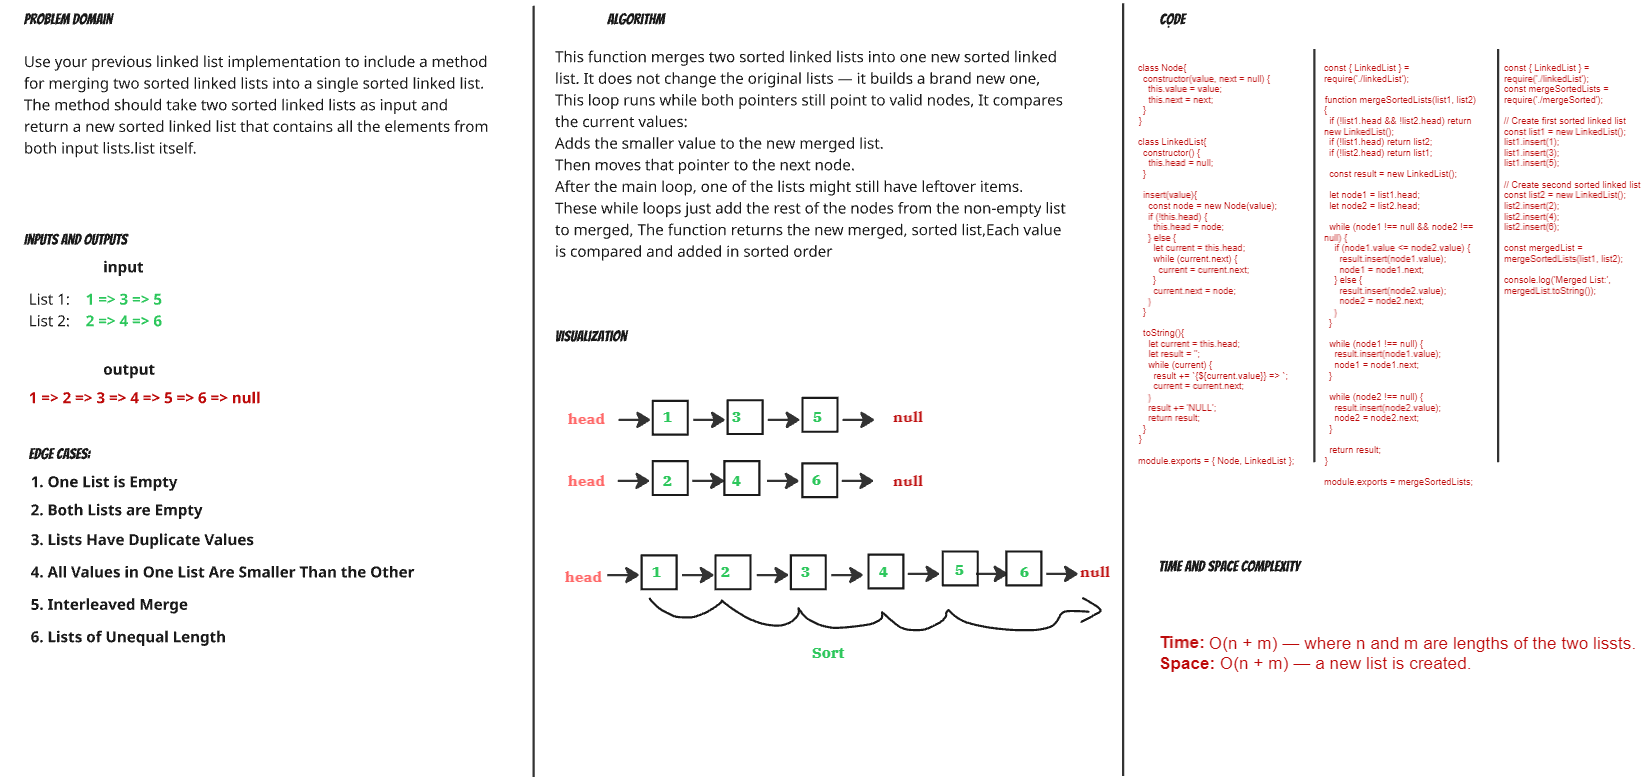 PROBLEM DOMAIN
Use your previous linked list implementation to include a method
for merging two sorted linked lists into a single sorted linked list.
The method should take two sorted linked lists as input and
return a new sorted linked list that contains all the elements from
both input lists.list itself.
INPUTS AND OUTPUTS
input
List 1: 1 => 3 => 5
List 2: 2 => 4 => 6
output
1 => 2 => 3 => 4 => 5 => 6 => null
EDGE CASES:
1. One List is Empty
2. Both Lists are Empty
3. Lists Have Duplicate Values
4. All Values in One List Are Smaller Than the Other
5. Interleaved Merge
6. Lists of Unequal Length
ALGORITHM
This function merges two sorted linked lists into one new sorted linked
list. It does not change the original lists — it builds a brand new one,
This loop runs while both pointers still point to valid nodes, It compares
the current values:
Adds the smaller value to the new merged list.
Then moves that pointer to the next node.
After the main loop, one of the lists might still have leftover items.
These while loops just add the rest of the nodes from the non-empty list
to merged, The function returns the new merged, sorted list,Each value
is compared and added in sorted order
VISUALIZATION
head 1 3 5 null
head 2 4 6 null
head 1 2 3 4 5 6 null
Sort
CODE
class Node{
constructor(value, next = null) {
this.value = value;
this.next = next;
}
}
class LinkedList{
constructor() {
this.head = null;
}
insert(value){
const node = new Node(value);
if (!this.head) {
this.head = node;
} else {
let current = this.head;
while (current.next) {
current = current.next;
}
current.next = node;
}
}
toString(){
let current = this.head;
let result = '';
while (current) {
result += `{${current.value}} => `;
current = current.next;
}
result += 'NULL';
return result;
}
}
module.exports = { Node, LinkedList };
const { LinkedList } =
require('./linkedList');
function mergeSortedLists(list1, list2)
{
if (!list1.head && !list2.head) return
new LinkedList();
if (!list1.head) return list2;
if (!list2.head) return list1;
const result = new LinkedList();
let node1 = list1.head;
let node2 = list2.head;
while (node1 !== null && node2 !==
null) {
if (node1.value <= node2.value) {
result.insert(node1.value);
node1 = node1.next;
} else {
result.insert(node2.value);
node2 = node2.next;
}
}
while (node1 !== null) {
result.insert(node1.value);
node1 = node1.next;
}
while (node2 !== null) {
result.insert(node2.value);
node2 = node2.next;
}
return result;
}
module.exports = mergeSortedLists;
const { LinkedList } =
require('./linkedList');
const mergeSortedLists =
require('./mergeSorted');
// Create first sorted linked list
const list1 = new LinkedList();
list1.insert(1);
list1.insert(3);
list1.insert(5);
// Create second sorted linked list
const list2 = new LinkedList();
list2.insert(2);
list2.insert(4);
list2.insert(6);
const mergedList =
mergeSortedLists(list1, list2);
console.log('Merged List:',
mergedList.toString());
TIME AND SPACE COMPLEXITY
Time: O(n + m) — where n and m are lengths of the two lissts.
Space: O(n + m) — a new list is created.